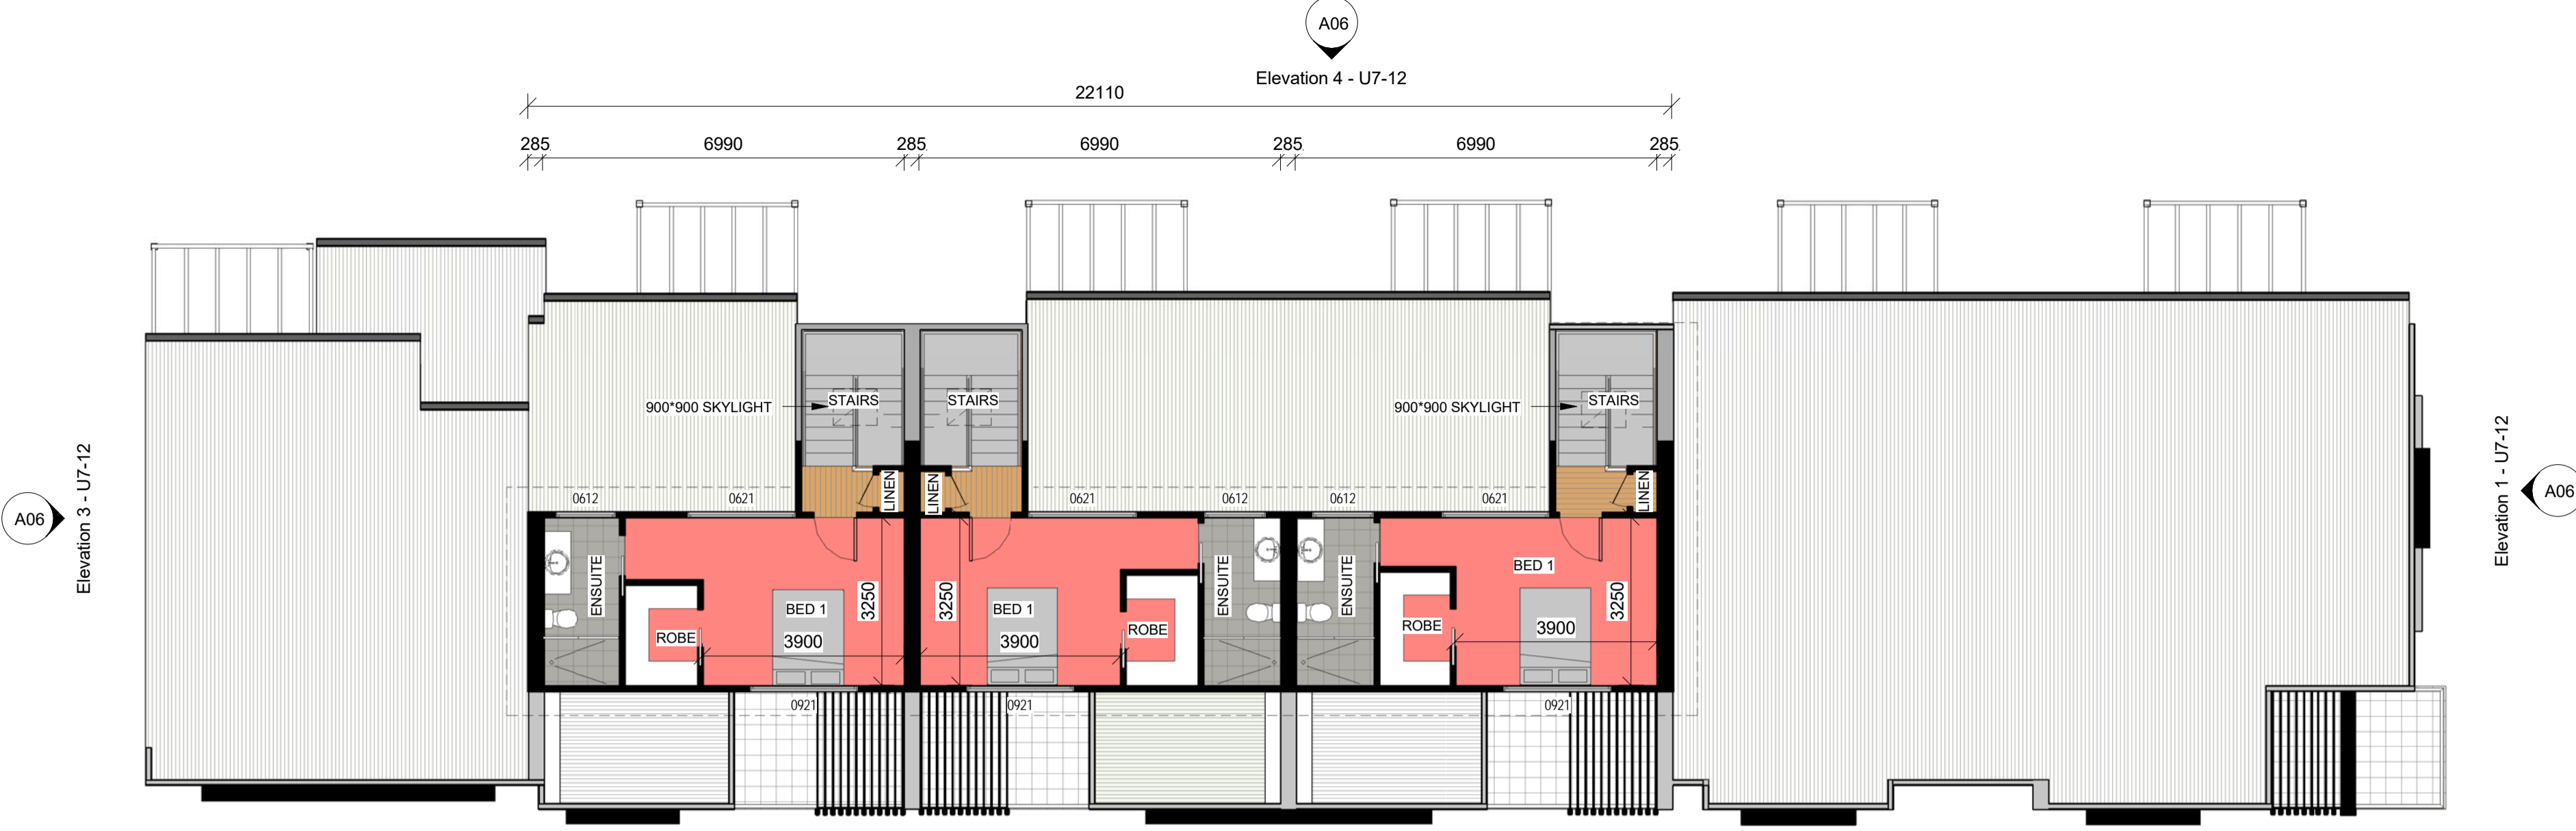 A06
Elevation 4 - U7-12
22110
285 6990 285 6990 285 6990 285
900*900 SKYLIGHT STAIRS STAIRS 900*900 SKYLIGHT STAIRS
LINEN LINEN LINEN
0612 0621 0621 0612 0612 0621
A06 Elevation 3 - U7-12
Elevation 1 - U7-12 A06
ENSUITE BED 1 3250 3250 BED 1 ENSUITE ENSUITE BED 1 3250
ROBE 3900 3900 ROBE ROBE 3900
0921 0921 0921